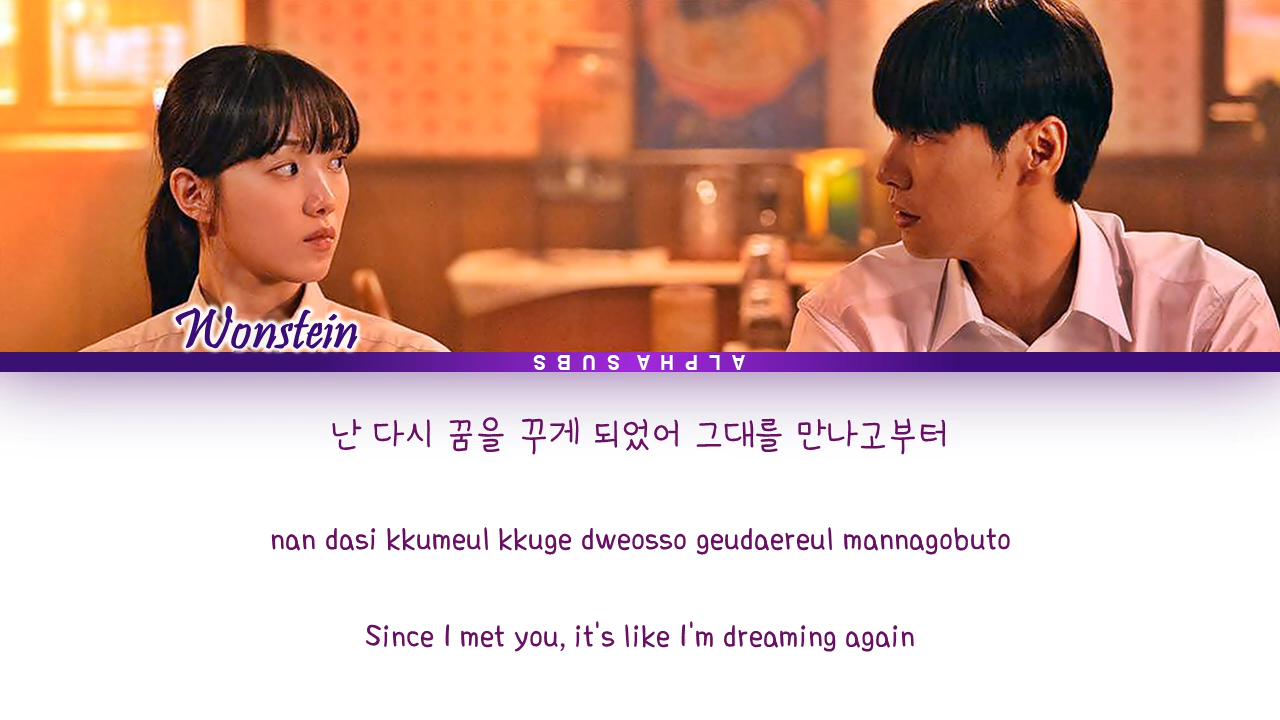 Wonstein
ALPHA SUBS
난 다시 꿈을 꾸게 되었어 그대를 만나고부터
nan dasi kkumeul kkuge dweosso geudaereul mannagobuto
Since I met you, it's like I'm dreaming again